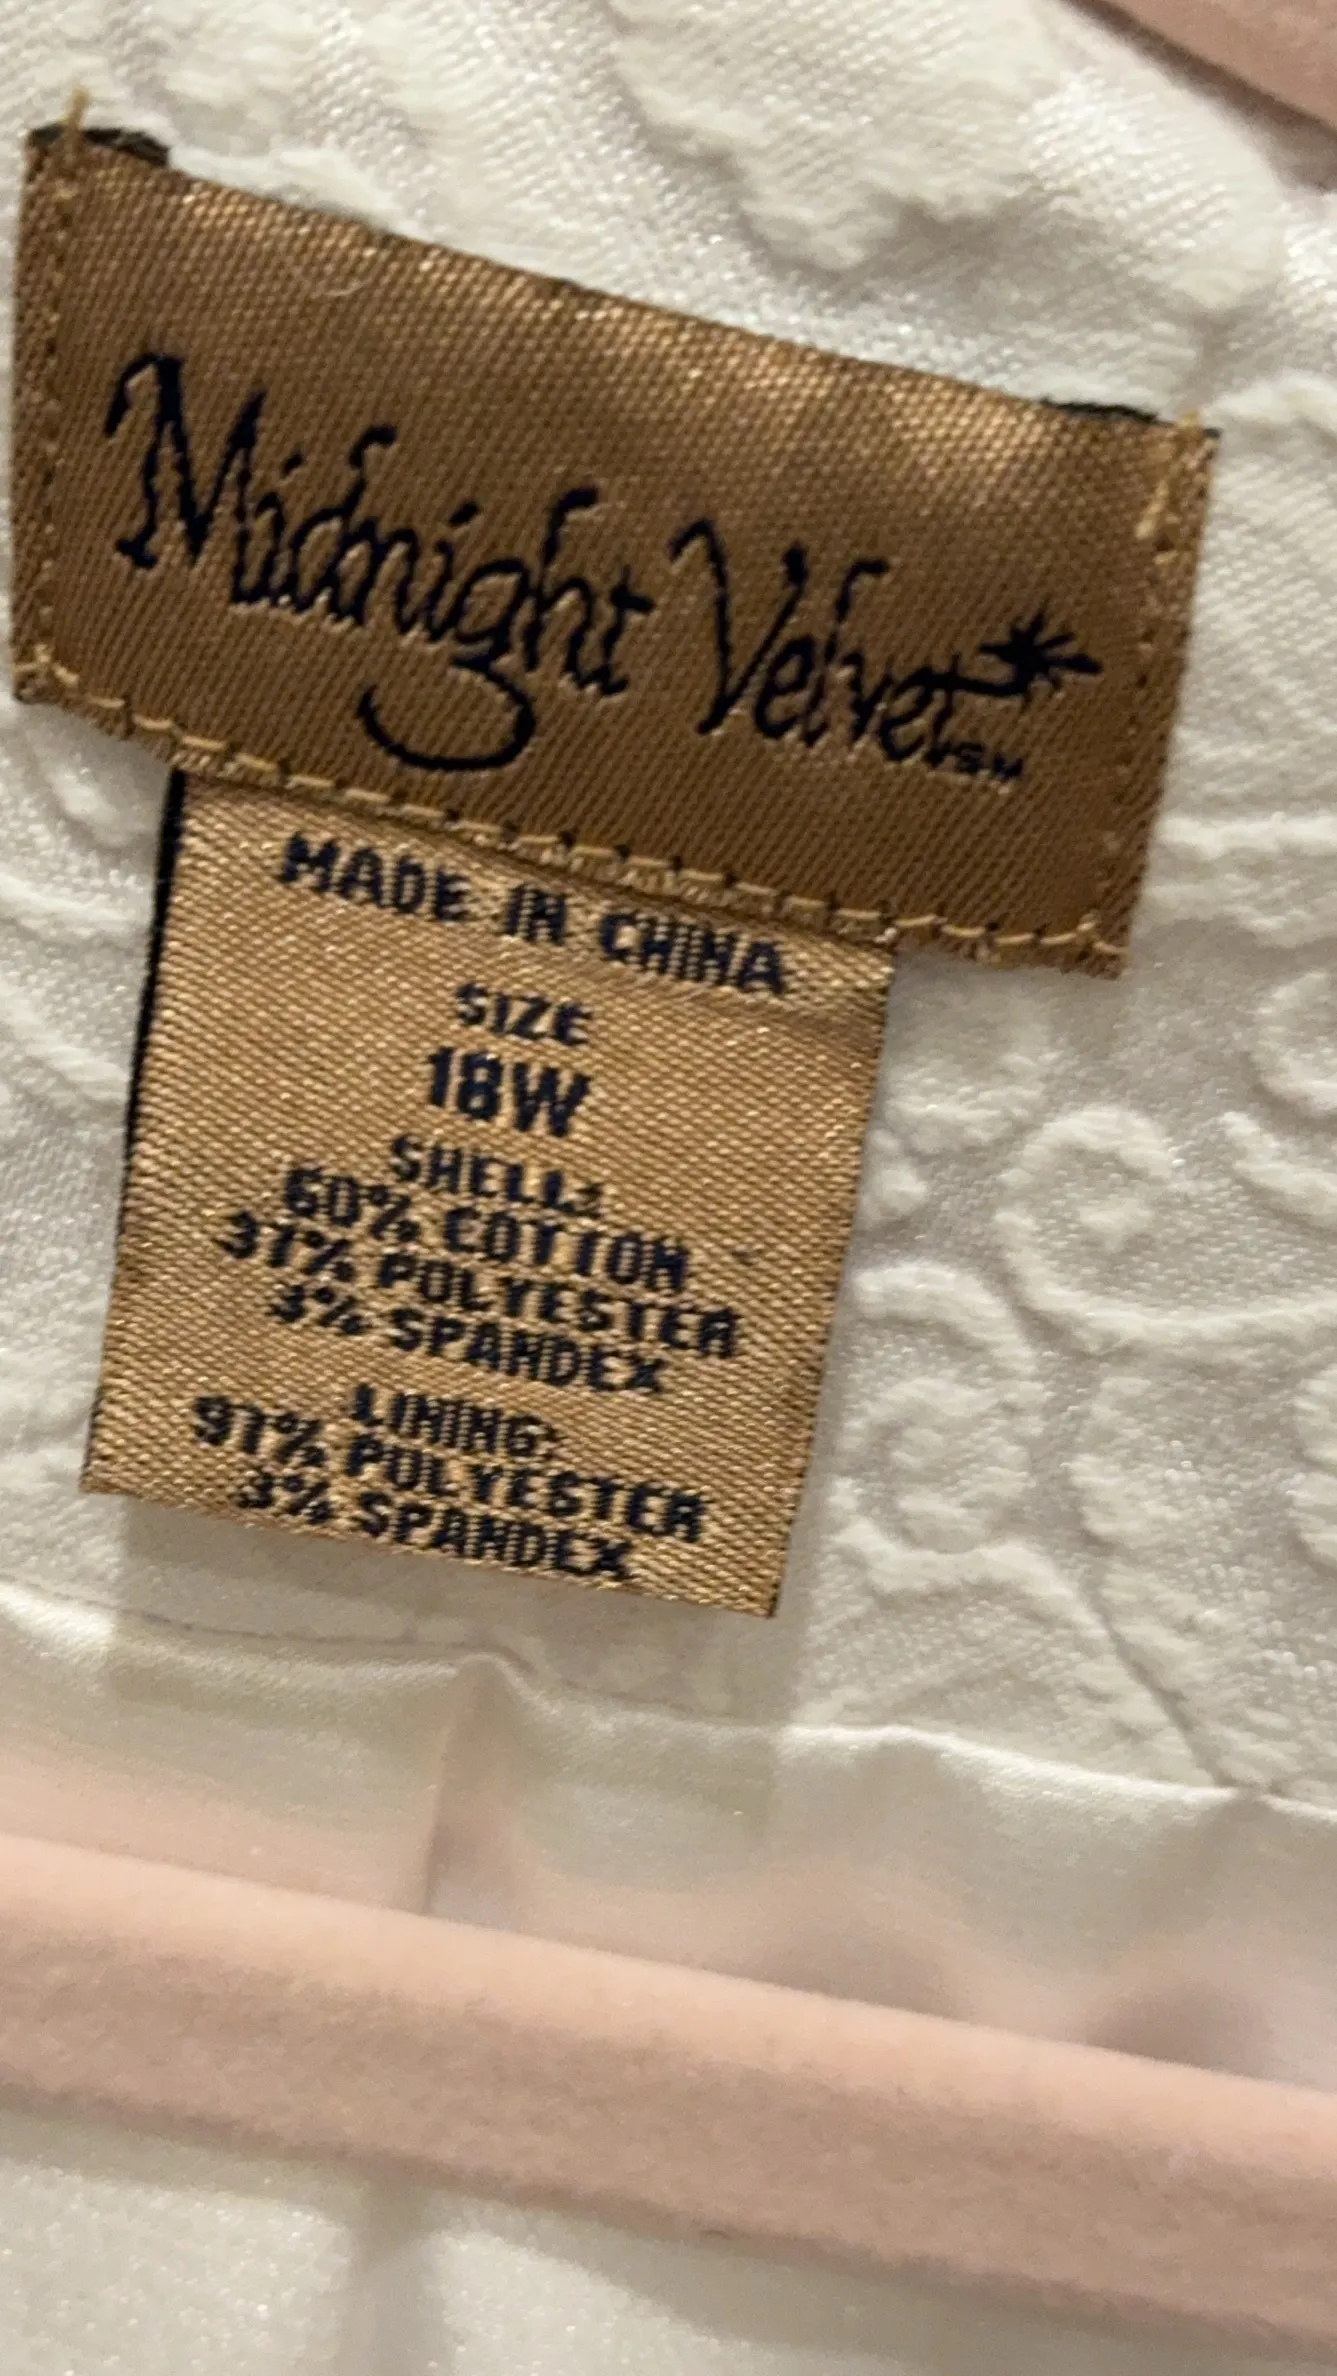 Midnight Velvet SM
MADE IN CHINA
SIZE
18W
SHELL:
60% COTTON
37% POLYESTER
3% SPANDEX
LINING:
97% POLYESTER
3% SPANDEX